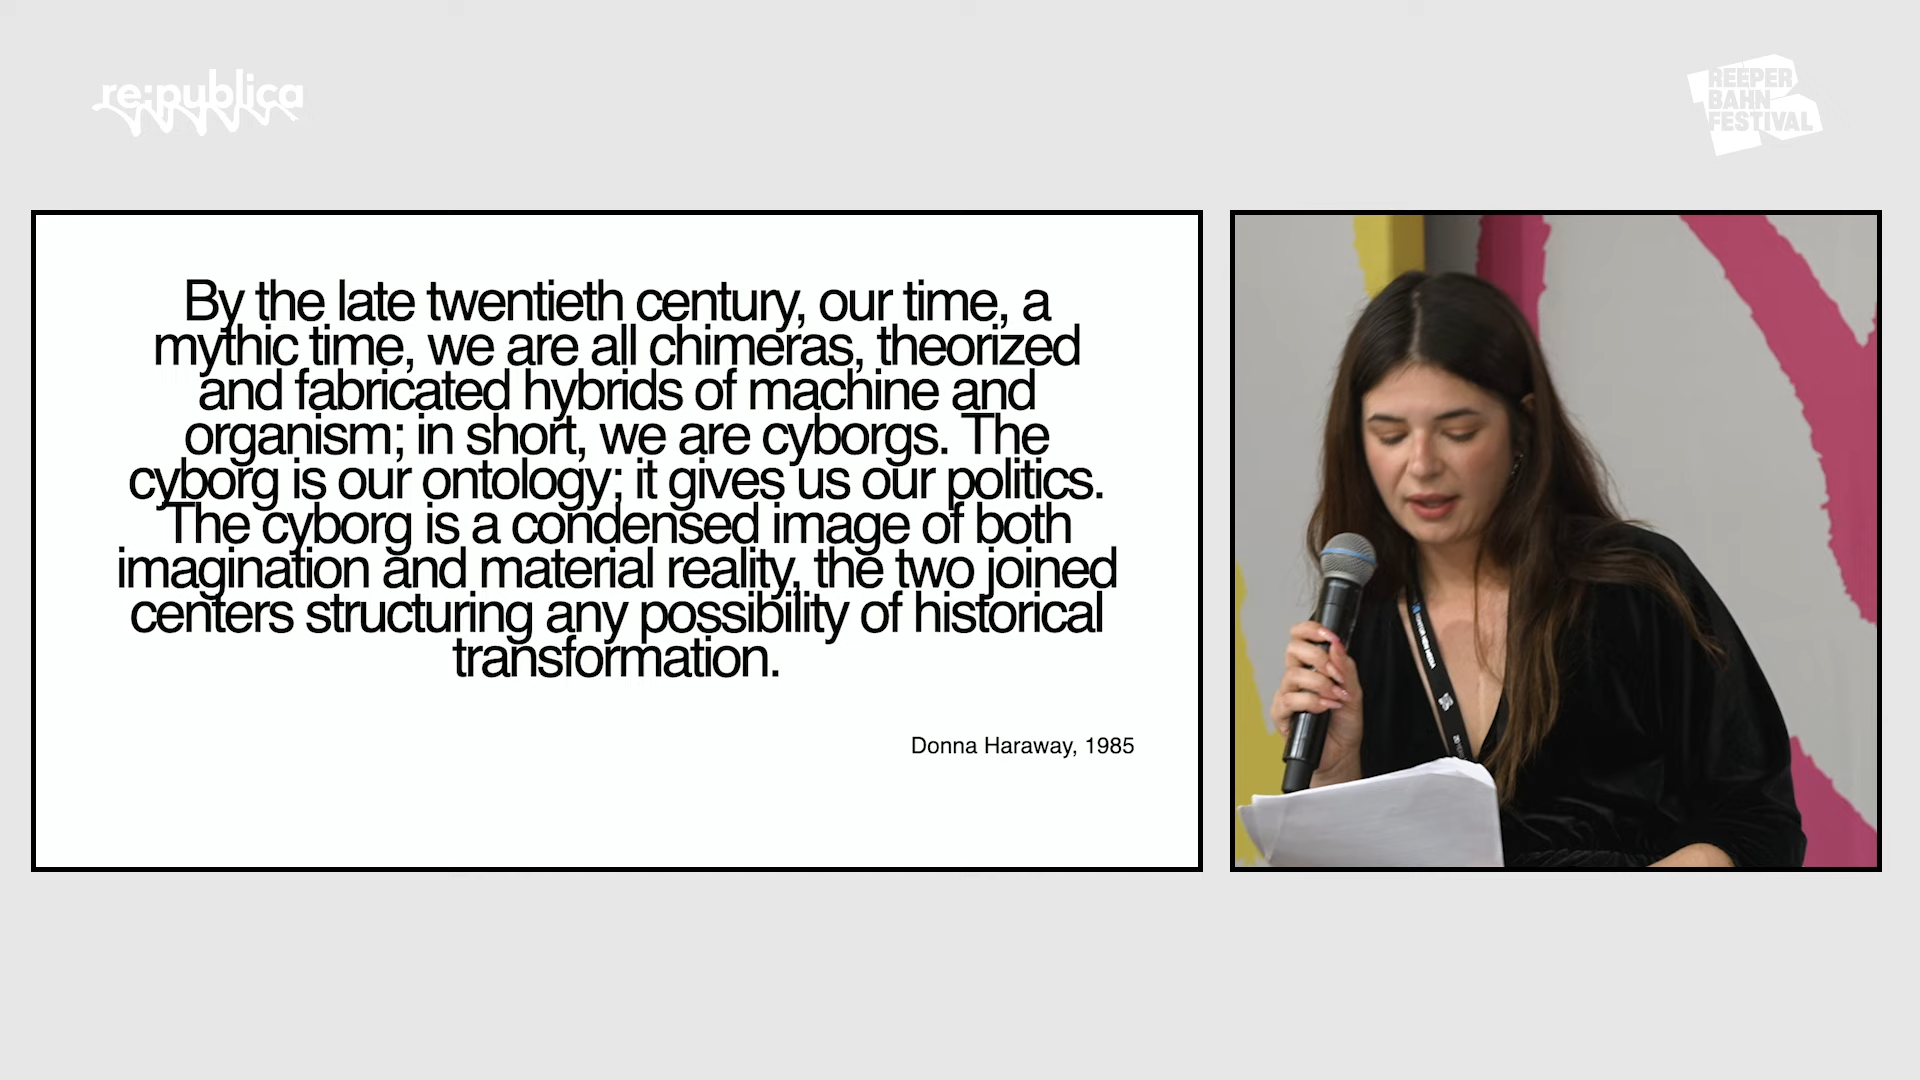 re:publica
REEPER
BAHN
FESTIVAL
By the late twentieth century, our time, a
mythic time, we are all chimeras, theorized
and fabricated hybrids of machine and
organism; in short, we are cyborgs. The
cyborg is our ontology; it gives us our politics.
The cyborg is a condensed image of both
imagination and material reality, the two joined
centers structuring any possibility of historical
transformation.
Donna Haraway, 1985